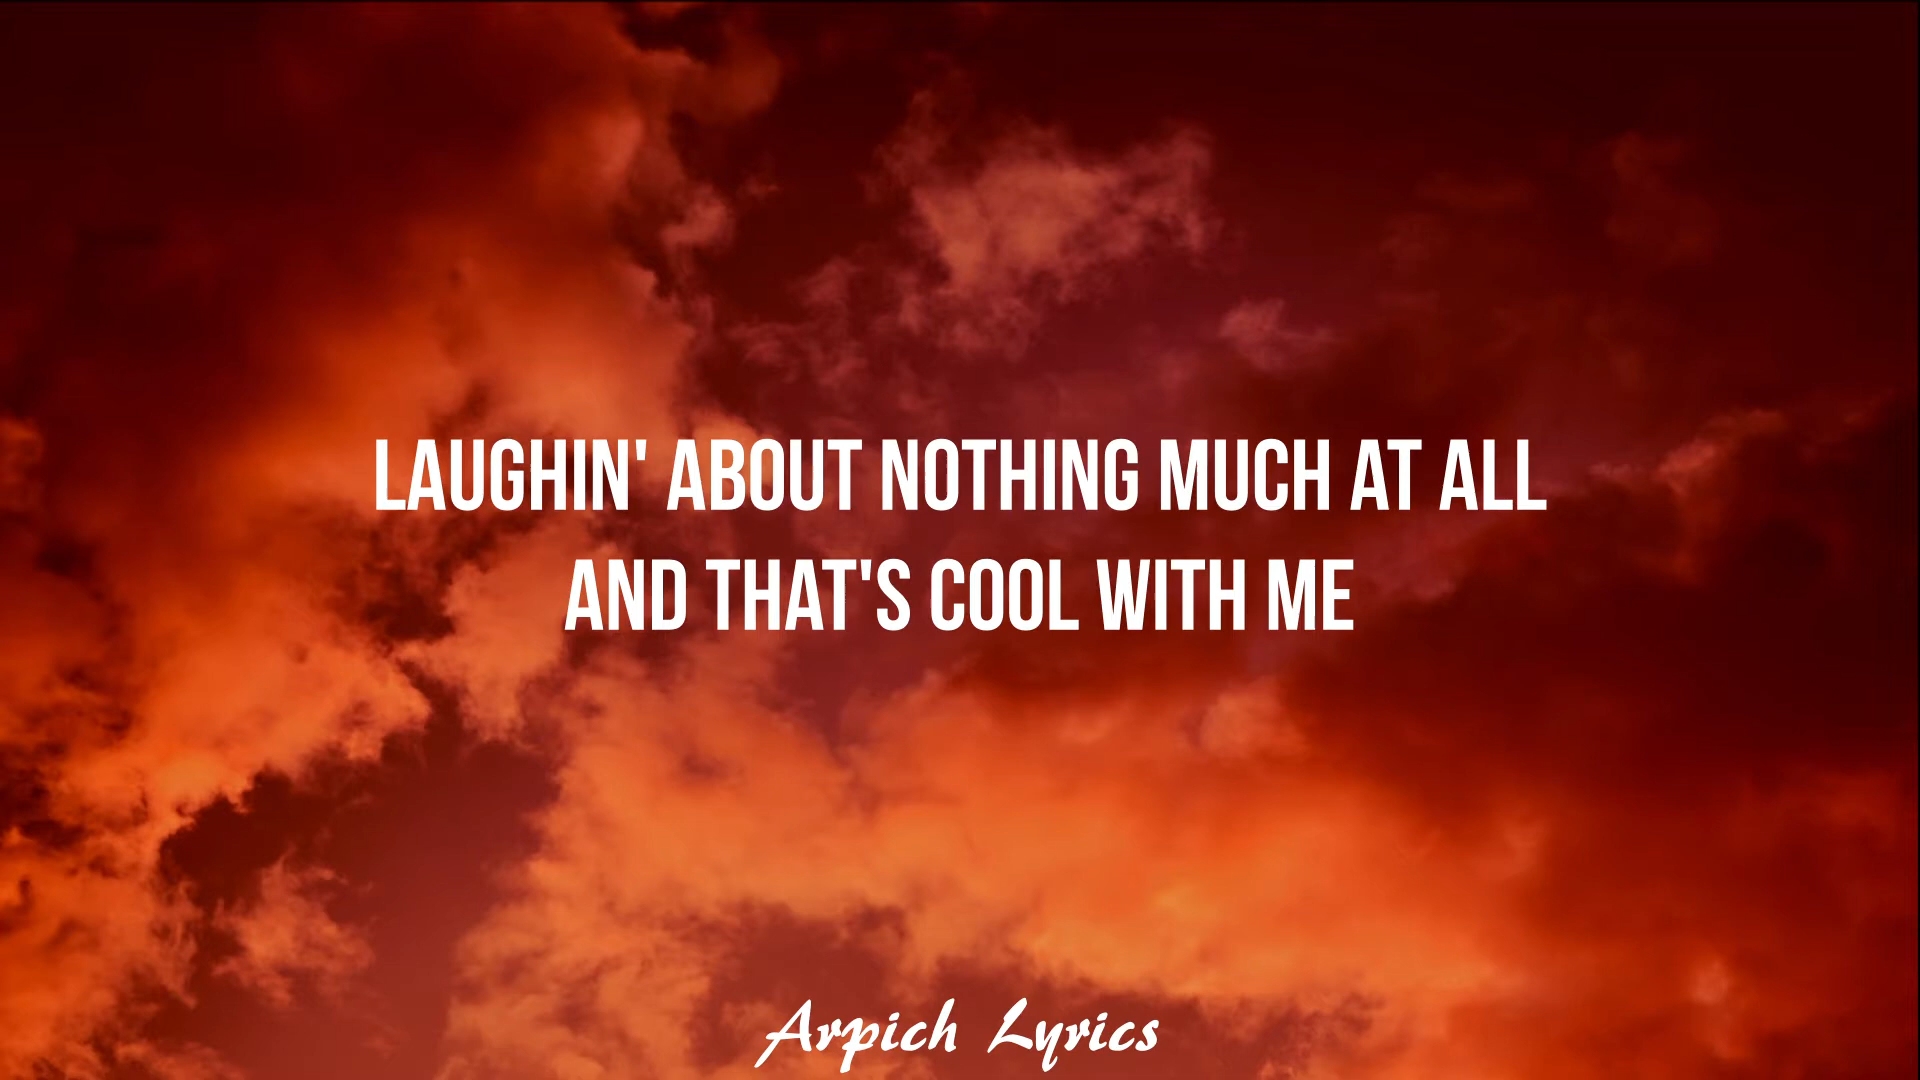 LAUGHIN' ABOUT NOTHING MUCH AT ALL
AND THAT'S COOL WITH ME
Arpich Lyrics